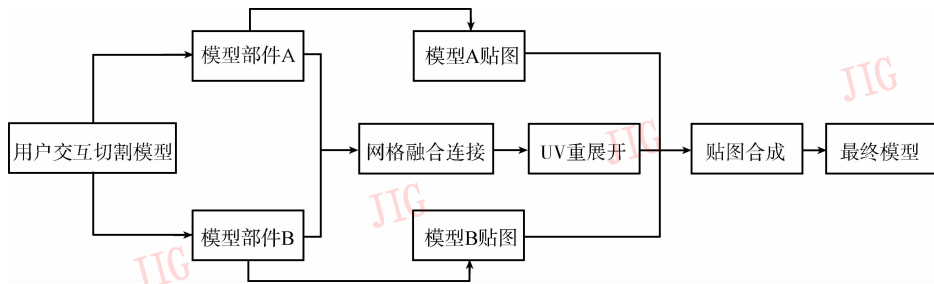 模型部件A
模型A贴图
JIG
用户交互切割模型
网格融合连接
UV重展开
JIG
贴图合成
最终模型
JIG
模型部件B
模型B贴图
JIG